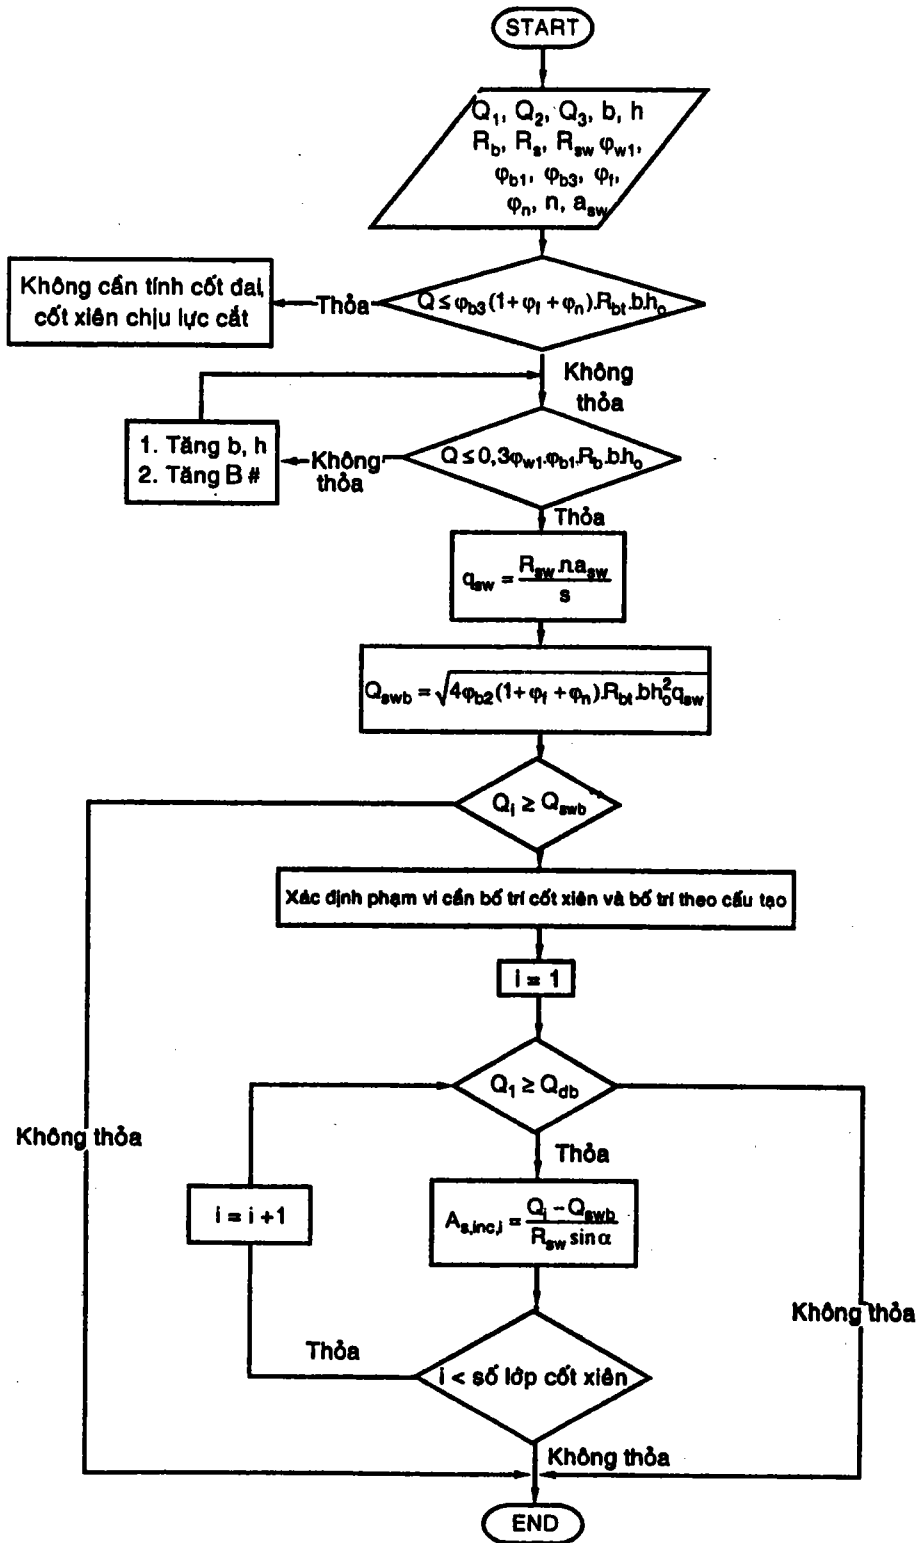 START
Q₁, Q₂, Q₃, b, h
R_b, R_s, R_sw φ_w1,
φ_b1, φ_b3, φ_f,
φ_n, n, a_sw
Không cần tính cốt đai,
cốt xiên chịu lực cắt
Thỏa
Q ≤ φ_b3 (1+φ_f + φ_n).R_bt.b.h_o
Không
thỏa
1. Tăng b, h
2. Tăng B #
Không
thỏa
Q ≤ 0,3φ_w1.φ_b1.R_b.b.h_o
Thỏa
q_sw = R_sw.n.a_sw / s
Q_swb = √4φ_b2 (1+φ_f + φ_n).R_bt.bh_o²q_sw
Q_i ≥ Q_swb
Xác định phạm vi cần bố trí cốt xiên và bố trí theo cấu tạo
i = 1
Q₁ ≥ Q_db
Không thỏa
Thỏa
i = i +1
A_s,inc,i = Q_i – Q_swb / R_sw sin α
Không thỏa
Thỏa
i < số lớp cốt xiên
Không thỏa
END